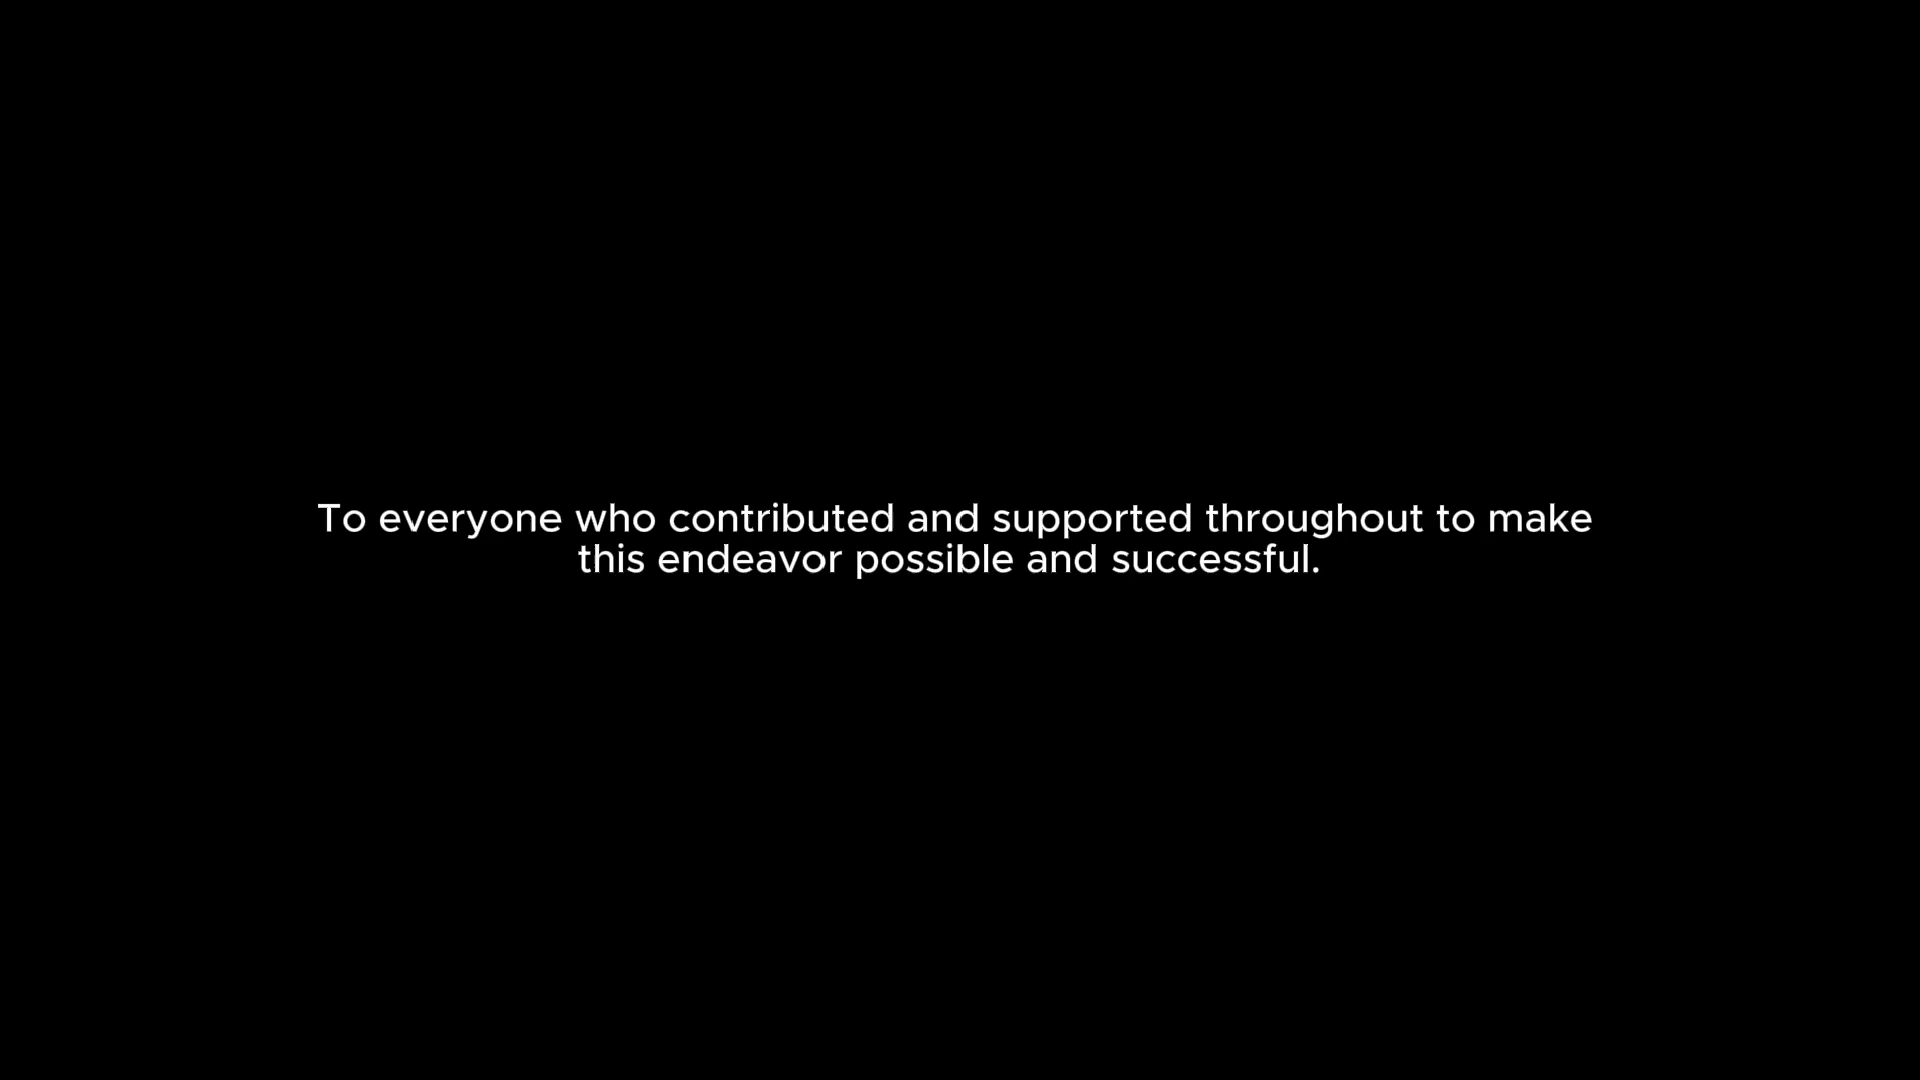 To everyone who contributed and supported throughout to make
this endeavor possible and successful.